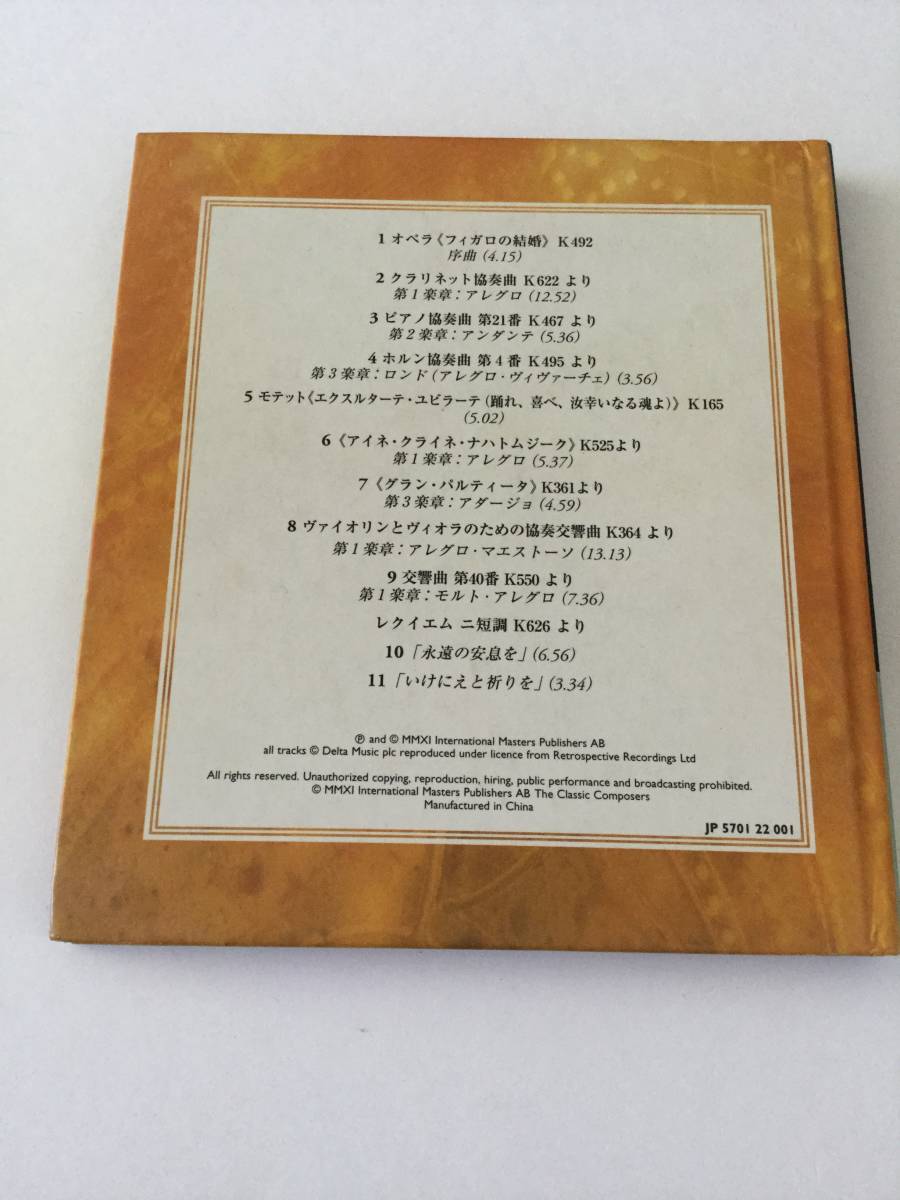 1 オペラ《フィガロの結婚》 K492
序曲 (4.15)
2 クラリネット協奏曲 K622 より
第1楽章：アレグロ (12.52)
3 ピアノ協奏曲 第21番 K467 より
第2楽章：アンダンテ (5.36)
4 ホルン協奏曲 第4番 K495 より
第3楽章：ロンド (アレグロ・ヴィヴァーチェ) (3.56)
5 モテット《エクスルターテ・ユビラーテ (踊れ、喜べ、汝幸いなる魂よ)》 K165
(5.02)
6 《アイネ・クライネ・ナハトムジーク》 K525より
第1楽章：アレグロ (5.37)
7 《グラン・パルティータ》 K361より
第3楽章：アダージョ (4.59)
8 ヴァイオリンとヴィオラのための協奏交響曲 K364 より
第1楽章：アレグロ・マエストーソ (13.13)
9 交響曲 第40番 K550 より
第1楽章：モルト・アレグロ (7.36)
レクイエム ニ短調 K626 より
10 「永遠の安息を」 (6.56)
11 「いけにえと祈りを」 (3.34)
℗ and © MMXI International Masters Publishers AB
all tracks © Delta Music plc reproduced under licence from Retrospective Recordings Ltd
All rights reserved. Unauthorized copying, reproduction, hiring, public performance and broadcasting prohibited.
© MMXI International Masters Publishers AB The Classic Composers
Manufactured in China
JP 5701 22 001